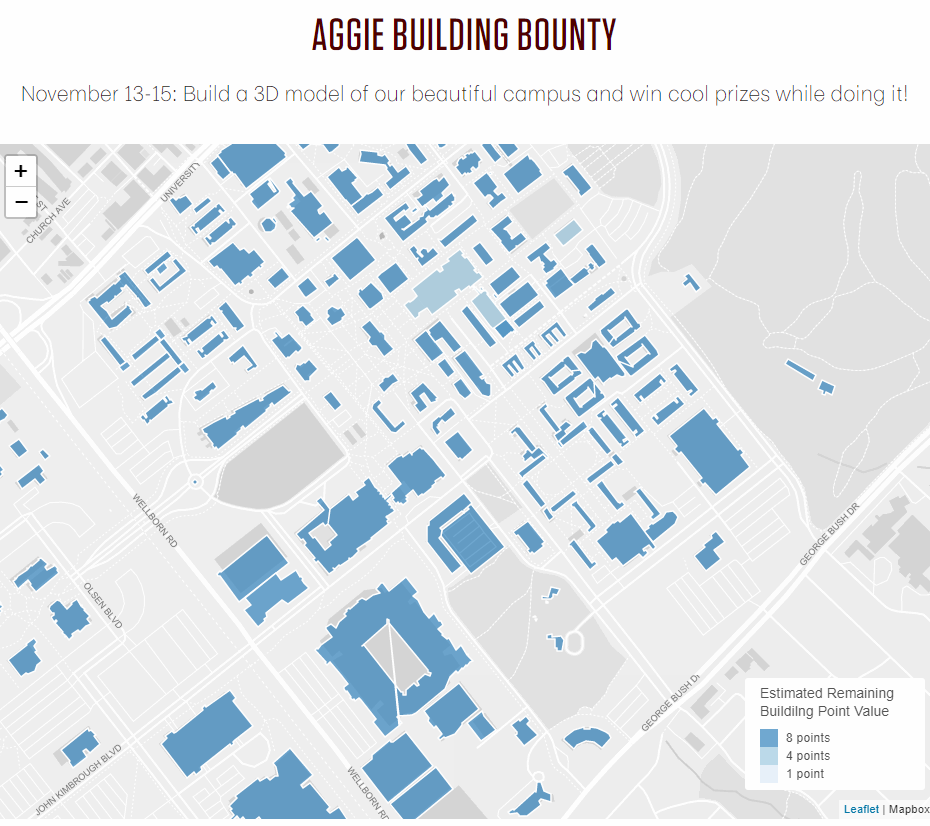 AGGIE BUILDING BOUNTY
November 13-15: Build a 3D model of our beautiful campus and win cool prizes while doing it!
+
−
ST
CHURCH AVE
UNIVERSITY
WELLBORN RD
GEORGE BUSH DR
OLSEN BLVD
GEORGE BUSH D
JOHN KIMBROUGH BLVD
WELLBORN RD
Estimated Remaining
Builidng Point Value
8 points
4 points
1 point
Leaflet | Mapbox